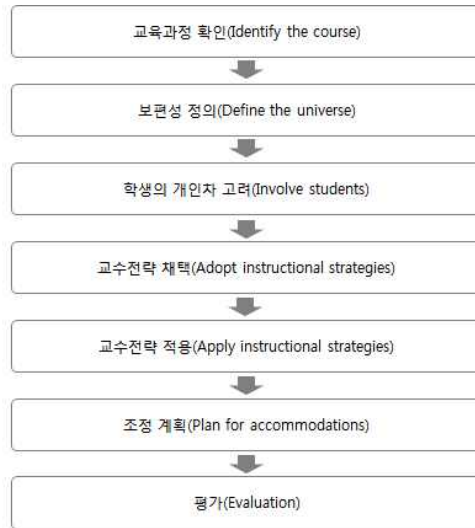 교육과정 확인(Identify the course)
보편성 정의(Define the universe)
학생의 개인차 고려(Involve students)
교수전략 채택(Adopt instructional strategies)
교수전략 적용(Apply instructional strategies)
조정 계획(Plan for accommodations)
평가(Evaluation)